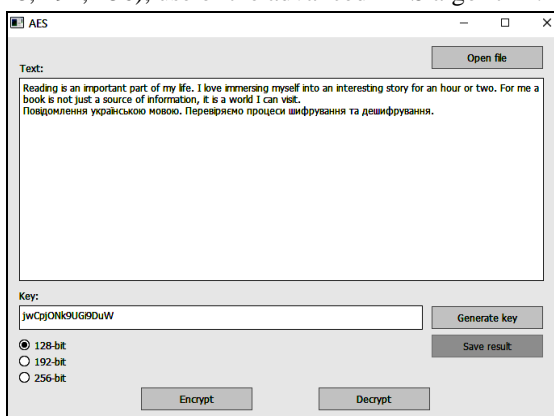 AES
Open file
Text:
Reading is an important part of my life. I love immersing myself into an interesting story for an hour or two. For me a
book is not just a source of information, it is a world I can visit.
Повідомлення українською мовою. Перевіряємо процеси шифрування та дешифрування.
Key:
jwCpjONk9UGi9DuW
Generate key
128-bit
Save result
192-bit
256-bit
Encrypt
Decrypt